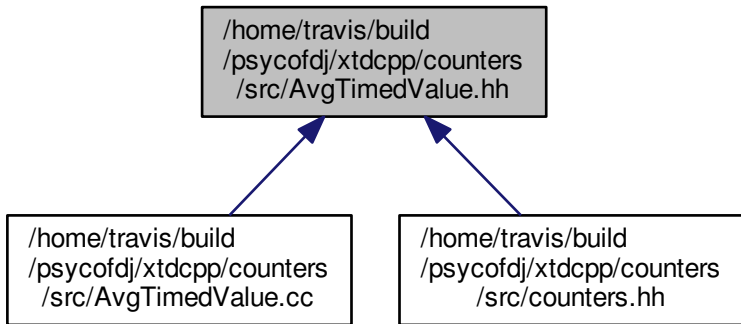 /home/travis/build
/psycofdj/xtdcpp/counters
/src/AvgTimedValue.hh
/home/travis/build
/psycofdj/xtdcpp/counters
/src/AvgTimedValue.cc
/home/travis/build
/psycofdj/xtdcpp/counters
/src/counters.hh